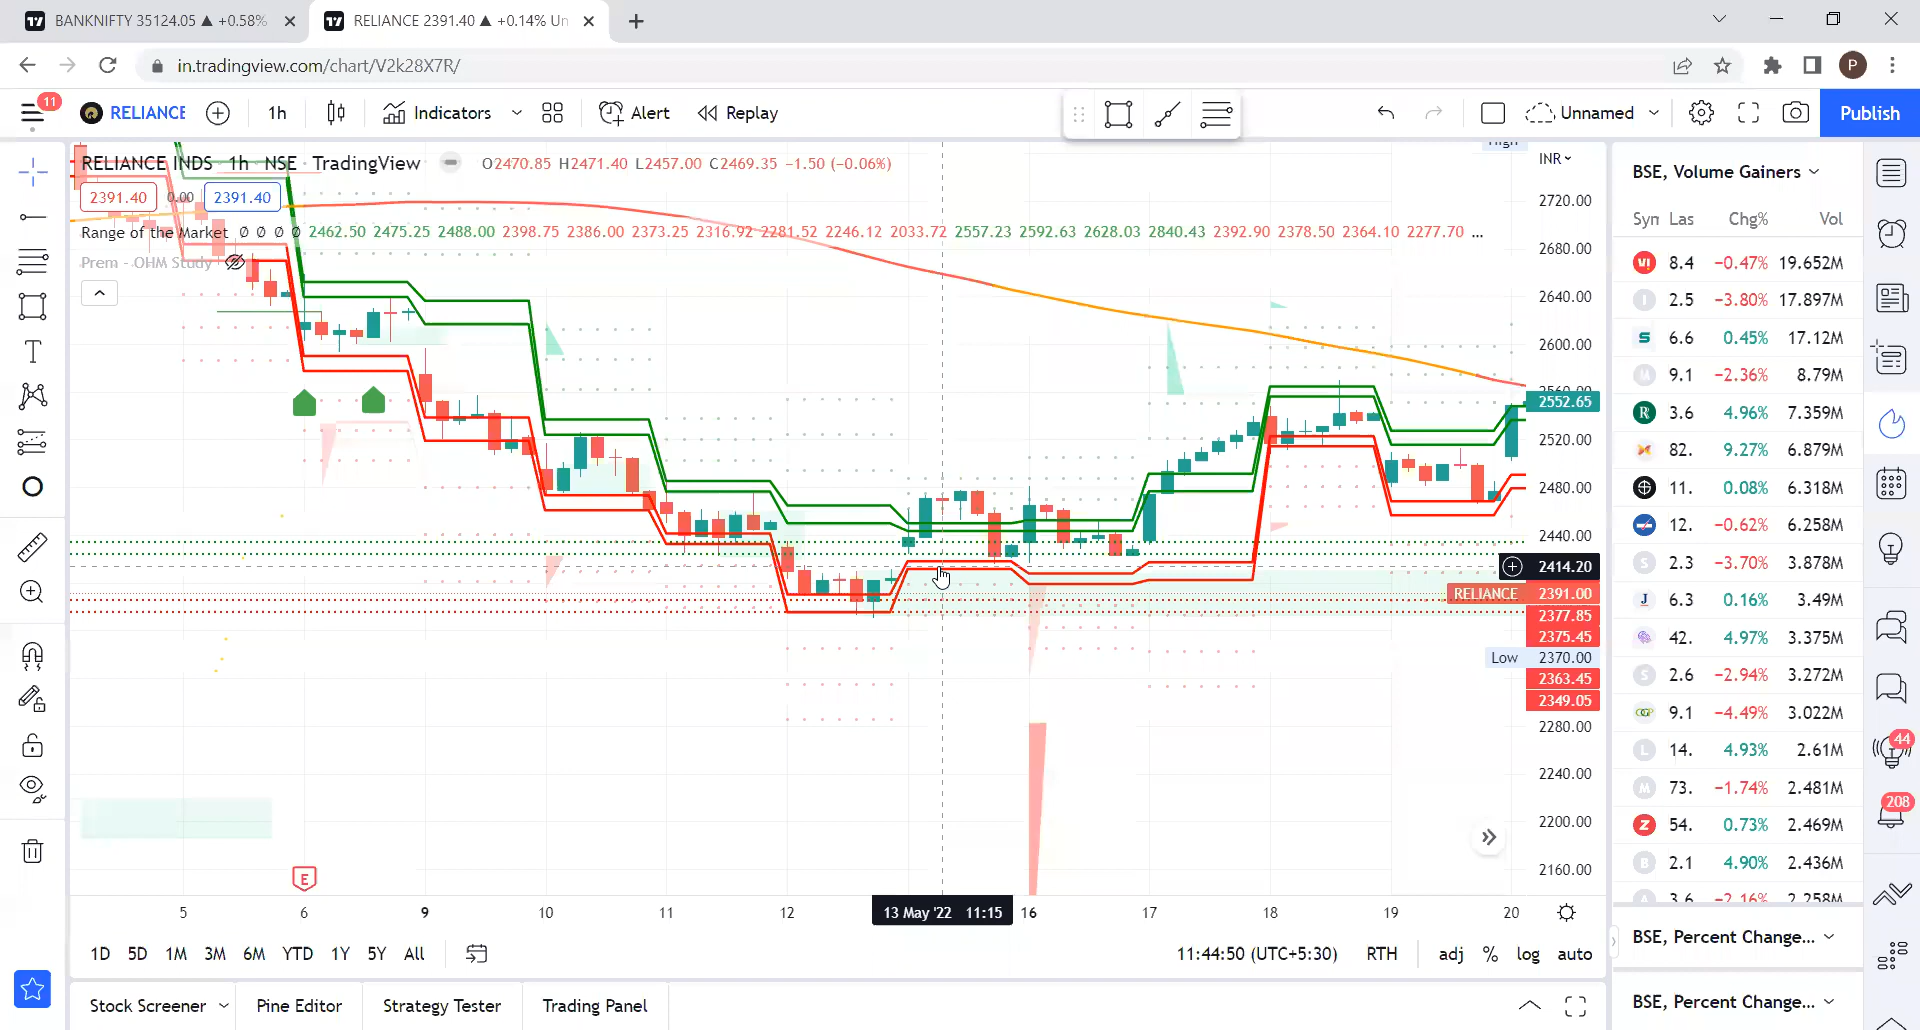 BANKNIFTY 35124.05 ▲ +0.58%
RELIANCE 2391.40 ▲ +0.14% Un
in.tradingview.com/chart/V2k28X7R/
P
11
RELIANCE
1h
Indicators
Alert
Replay
Unnamed
Publish
RELIANCE INDS 1h NSE TradingView
O2470.85 H2471.40 L2457.00 C2469.35 −1.50 (−0.06%)
2391.40 0.00 2391.40
Range of the Market Ø Ø Ø Ø 2462.50 2475.25 2488.00 2398.75 2386.00 2373.25 2316.92 2281.52 2246.12 2033.72 2557.23 2592.63 2628.03 2840.43 2392.90 2378.50 2364.10 2277.70 ...
Prem - OHM Study
High
INR
2720.00
2680.00
2640.00
2600.00
2560.00
2552.65
2520.00
2480.00
2440.00
2414.20
RELIANCE 2391.00
2377.85
2375.45
Low 2370.00
2363.45
2349.05
2280.00
2240.00
2200.00
2160.00
E
5 6 9 10 11 12 13 May '22 11:15 16 17 18 19 20
1D 5D 1M 3M 6M YTD 1Y 5Y All
11:44:50 (UTC+5:30) RTH adj % log auto
Stock Screener
Pine Editor
Strategy Tester
Trading Panel
BSE, Volume Gainers
Las Chg% Vol
8.4 −0.47% 19.652M
2.5 −3.80% 17.897M
6.6 0.45% 17.12M
9.1 −2.36% 8.79M
3.6 4.96% 7.359M
82. 9.27% 6.879M
11. 0.08% 6.318M
12. −0.62% 6.258M
2.3 −3.70% 3.878M
6.3 0.16% 3.49M
42. 4.97% 3.375M
2.6 −2.94% 3.272M
9.1 −4.49% 3.022M
14. 4.93% 2.61M
73. −1.74% 2.481M
54. 0.73% 2.469M
2.1 4.90% 2.436M
3.6 −2.16% 2.258M
BSE, Percent Change...
BSE, Percent Change...
44
208